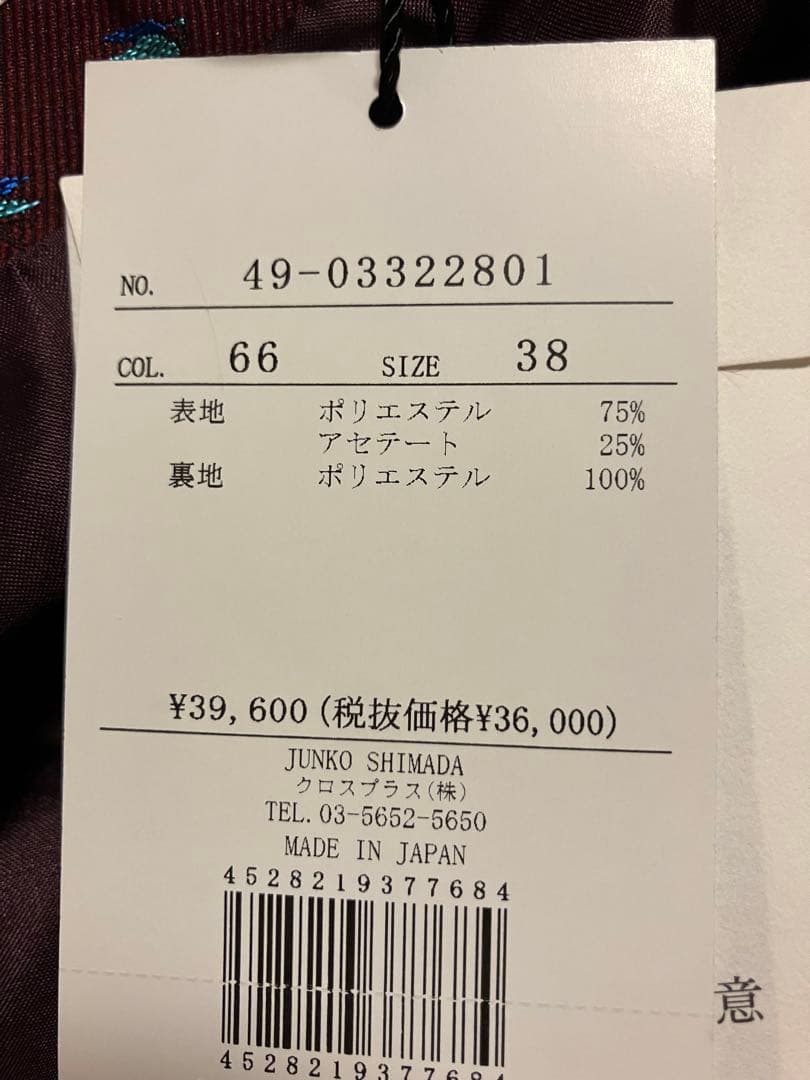 NO. 49-03322801
COL. 66 SIZE 38
表地 ポリエステル 75%
アセテート 25%
裏地 ポリエステル 100%
¥39,600(税抜価格¥36,000)
JUNKO SHIMADA
クロスプラス(株)
TEL. 03-5652-5650
MADE IN JAPAN
4528219377684
4528219377684
意